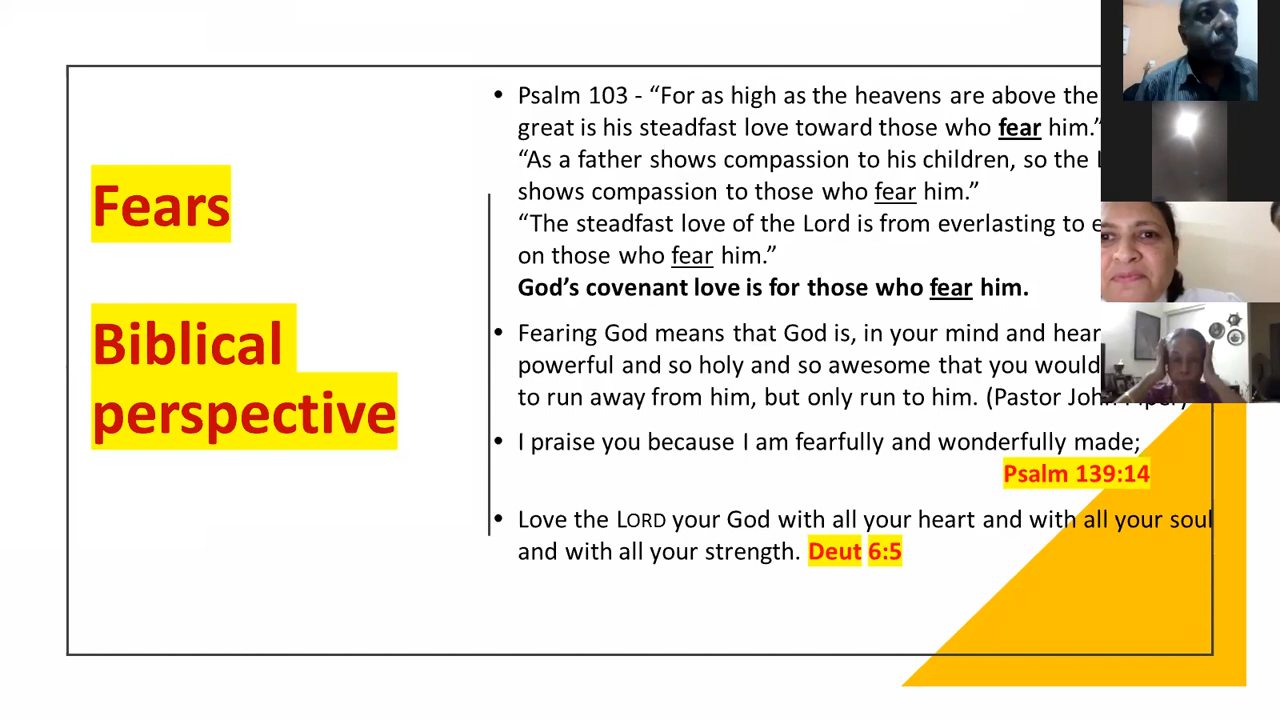 Fears
Biblical
perspective
• Psalm 103 - “For as high as the heavens are above the
great is his steadfast love toward those who fear him.”
“As a father shows compassion to his children, so the
shows compassion to those who fear him.”
“The steadfast love of the Lord is from everlasting to
on those who fear him.”
God’s covenant love is for those who fear him.
• Fearing God means that God is, in your mind and
powerful and so holy and so awesome that you would
to run away from him, but only run to him. (Pastor
• I praise you because I am fearfully and wonderfully made;
Psalm 139:14
• Love the LORD your God with all your heart and with all your soul
and with all your strength. Deut 6:5